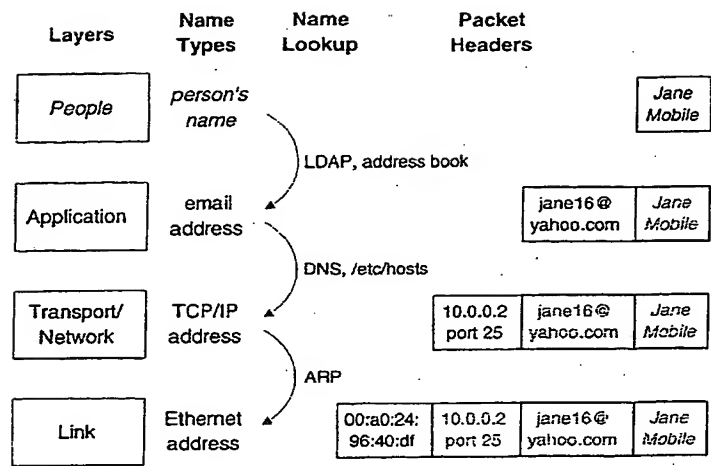 Layers
Name Types
Name Lookup
Packet Headers
People
person's name
Jane Mobile
LDAP, address book
Application
email address
jane16@ yahoo.com
Jane Mobile
DNS, /etc/hosts
Transport/ Network
TCP/IP address
10.0.0.2 port 25
jane16@ yahoo.com
Jane Mobile
ARP
Link
Ethernet address
00:a0:24: 96:40:df
10.0.0.2 port 25
jane16@ yahoo.com
Jane Mobile